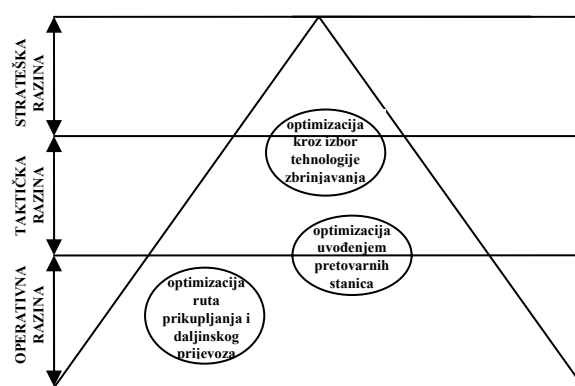 STRATEŠKA
RAZINA
optimizacija
kroz izbor
tehnologije
zbrinjavanja
TAKTIČKA
RAZINA
optimizacija
uvođenjem
pretovarnih
stanica
OPERATIVNA
RAZINA
optimizacija
ruta
prikupljanja i
daljinskog
prijevoza